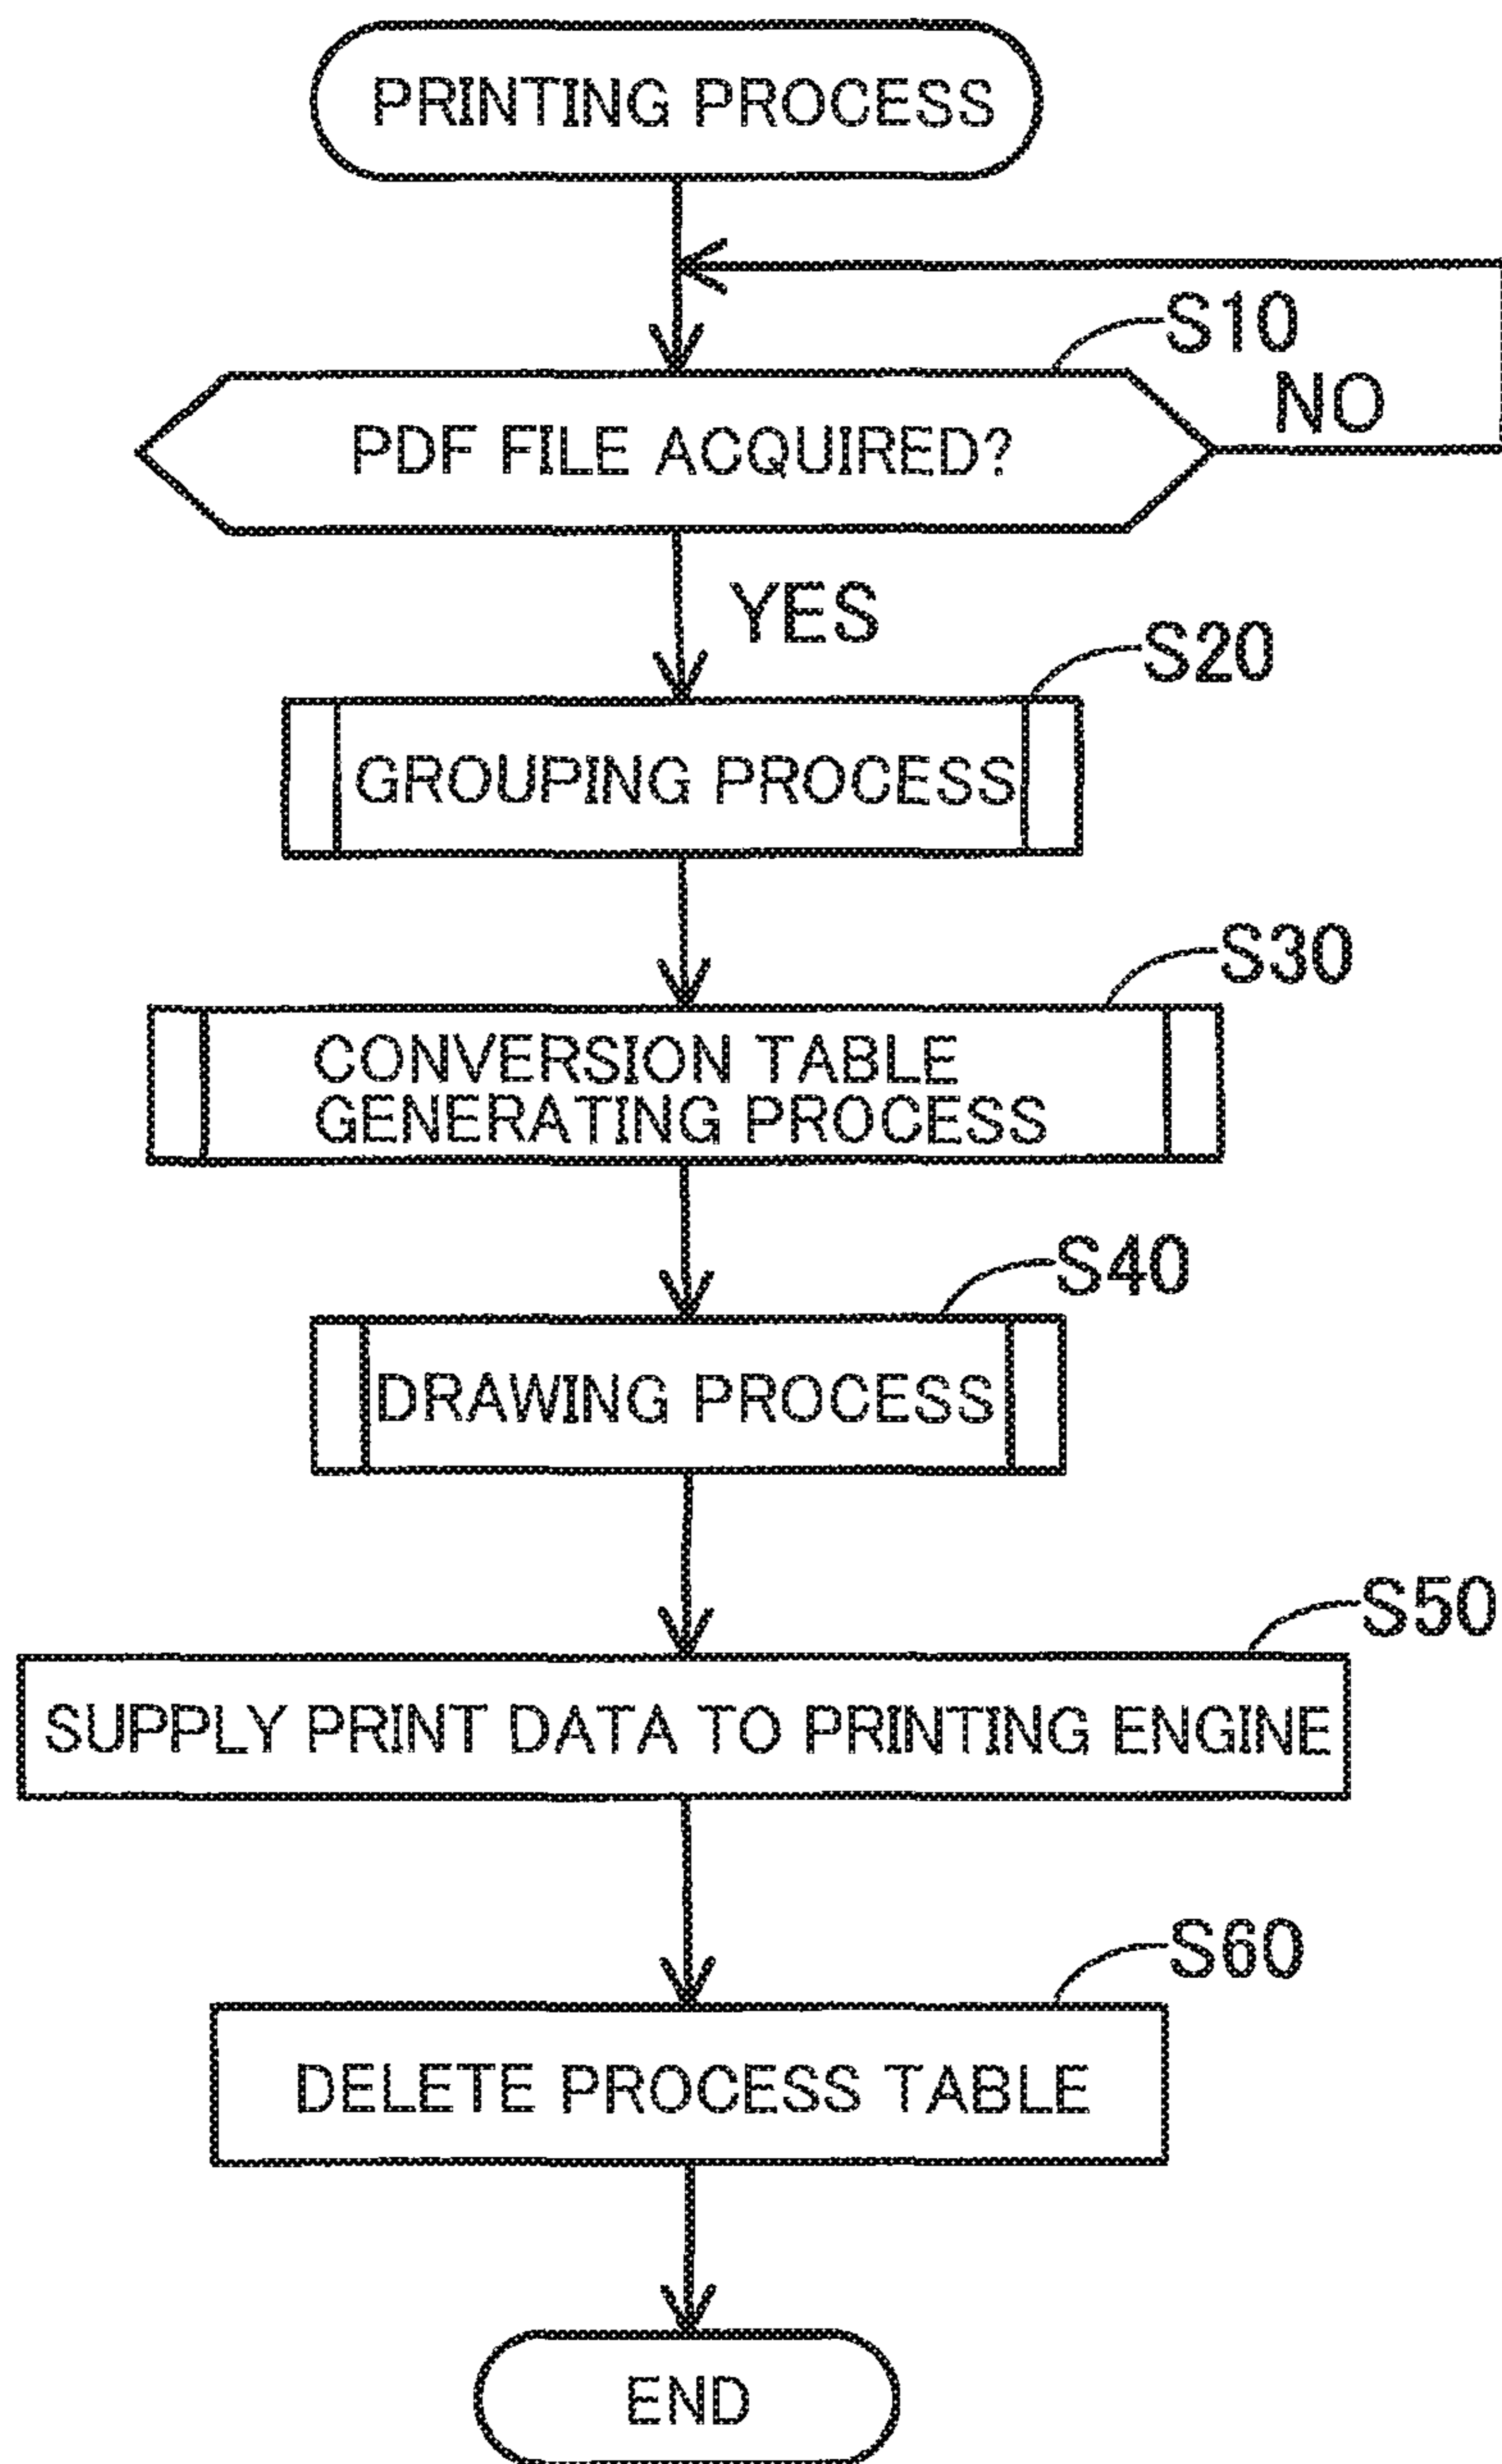 PRINTING PROCESS
S10
PDF FILE ACQUIRED?
NO
YES
S20
GROUPING PROCESS
S30
CONVERSION TABLE
GENERATING PROCESS
S40
DRAWING PROCESS
S50
SUPPLY PRINT DATA TO PRINTING ENGINE
S60
DELETE PROCESS TABLE
END